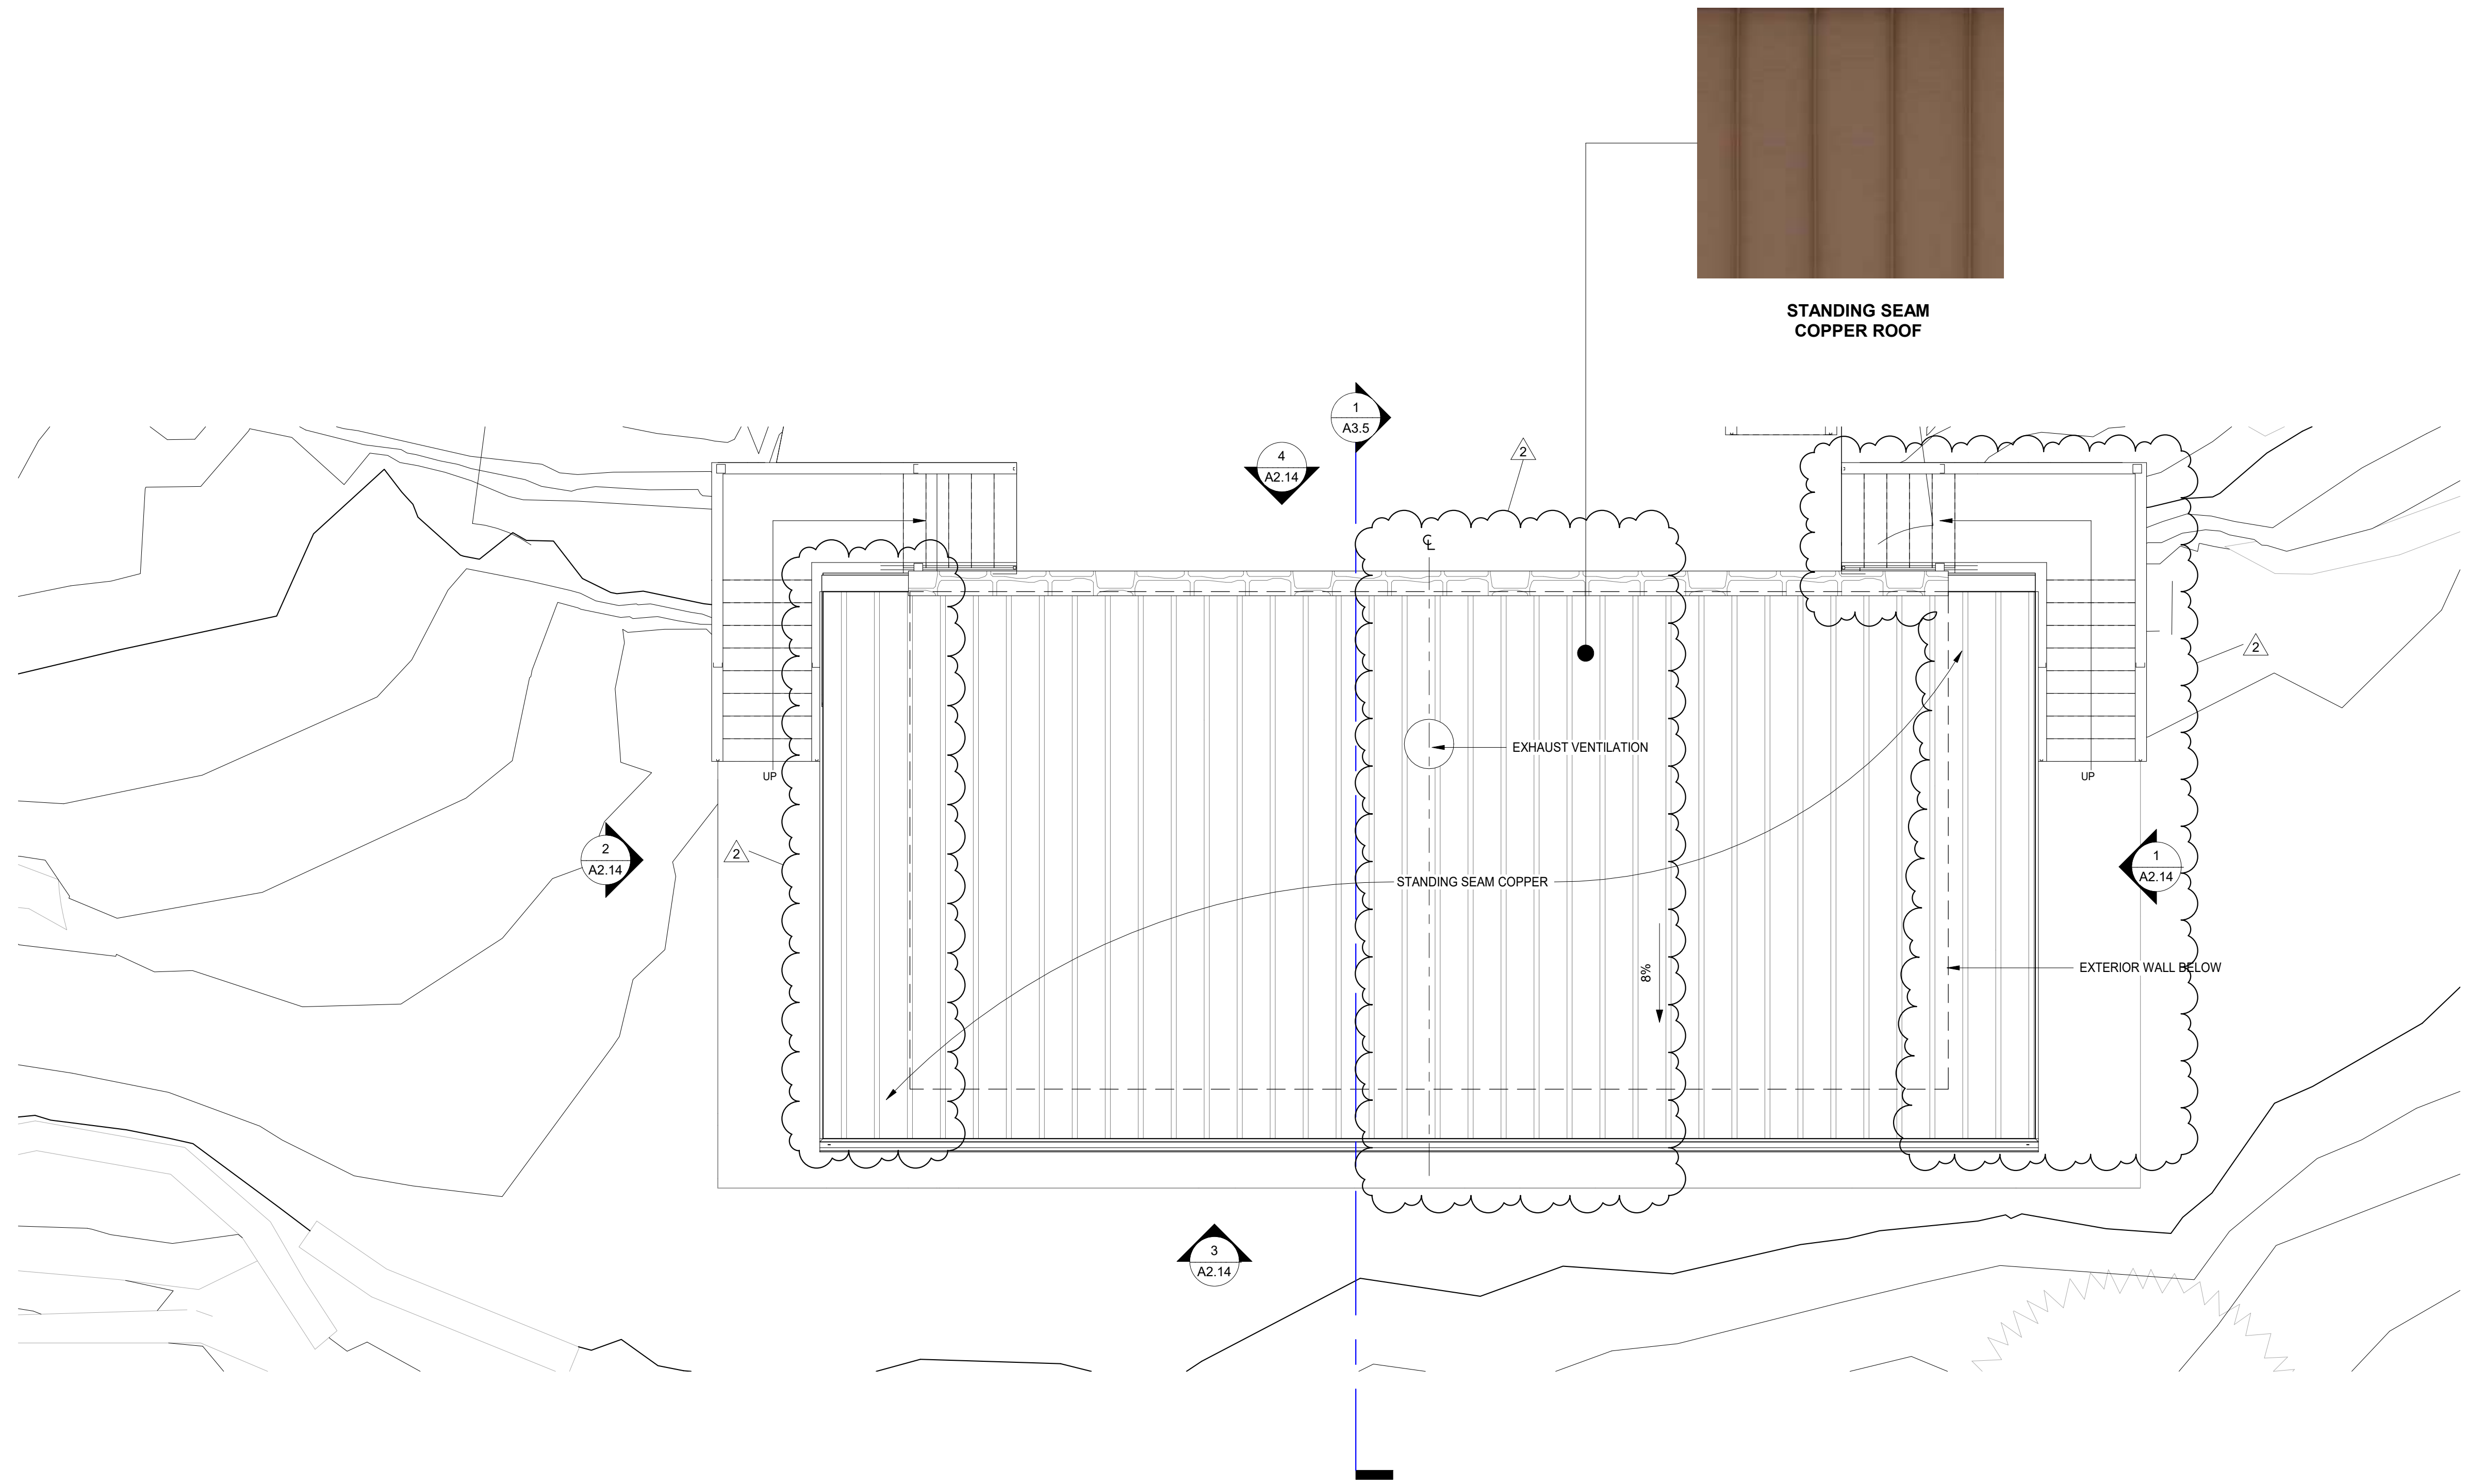 STANDING SEAM
COPPER ROOF
1
A3.5
4
A2.14
2
℄
2
EXHAUST VENTILATION
UP
UP
2
A2.14
2
1
A2.14
STANDING SEAM COPPER
8%
EXTERIOR WALL BELOW
3
A2.14